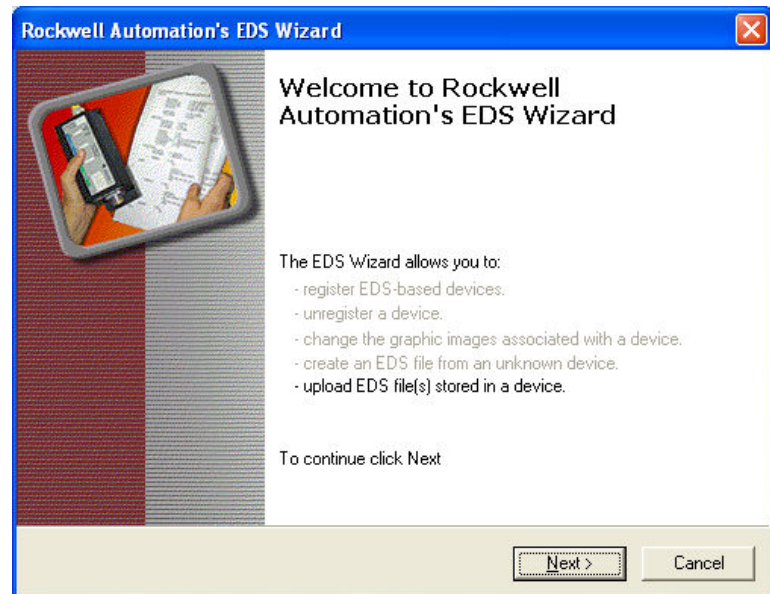 Rockwell Automation's EDS Wizard
Welcome to Rockwell
Automation's EDS Wizard
The EDS Wizard allows you to:
- register EDS-based devices.
- unregister a device.
- change the graphic images associated with a device.
- create an EDS file from an unknown device.
- upload EDS file(s) stored in a device.
To continue click Next
Next >
Cancel